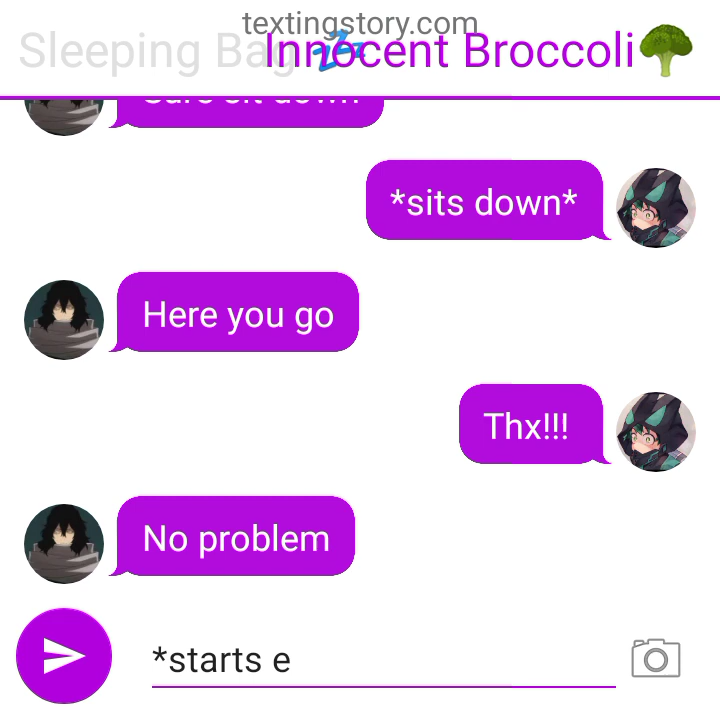 textingstory.com
Sleeping Bag💤 Innocent Broccoli🥦
Sure sit down
*sits down*
Here you go
Thx!!!
No problem
*starts e